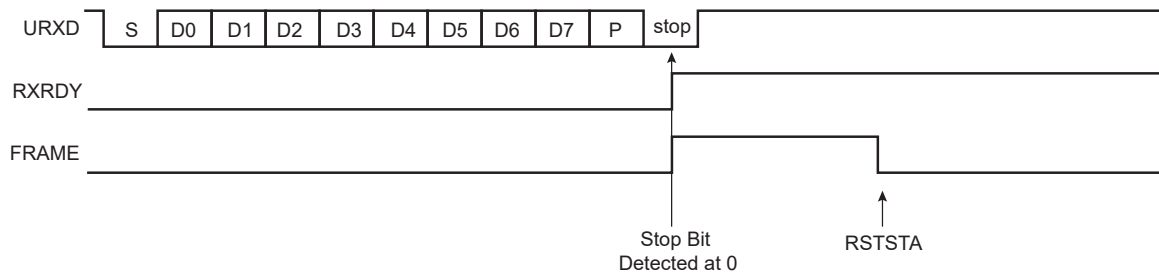 URXD S D0 D1 D2 D3 D4 D5 D6 D7 P stop
RXRDY
FRAME
Stop Bit
Detected at 0
RSTSTA